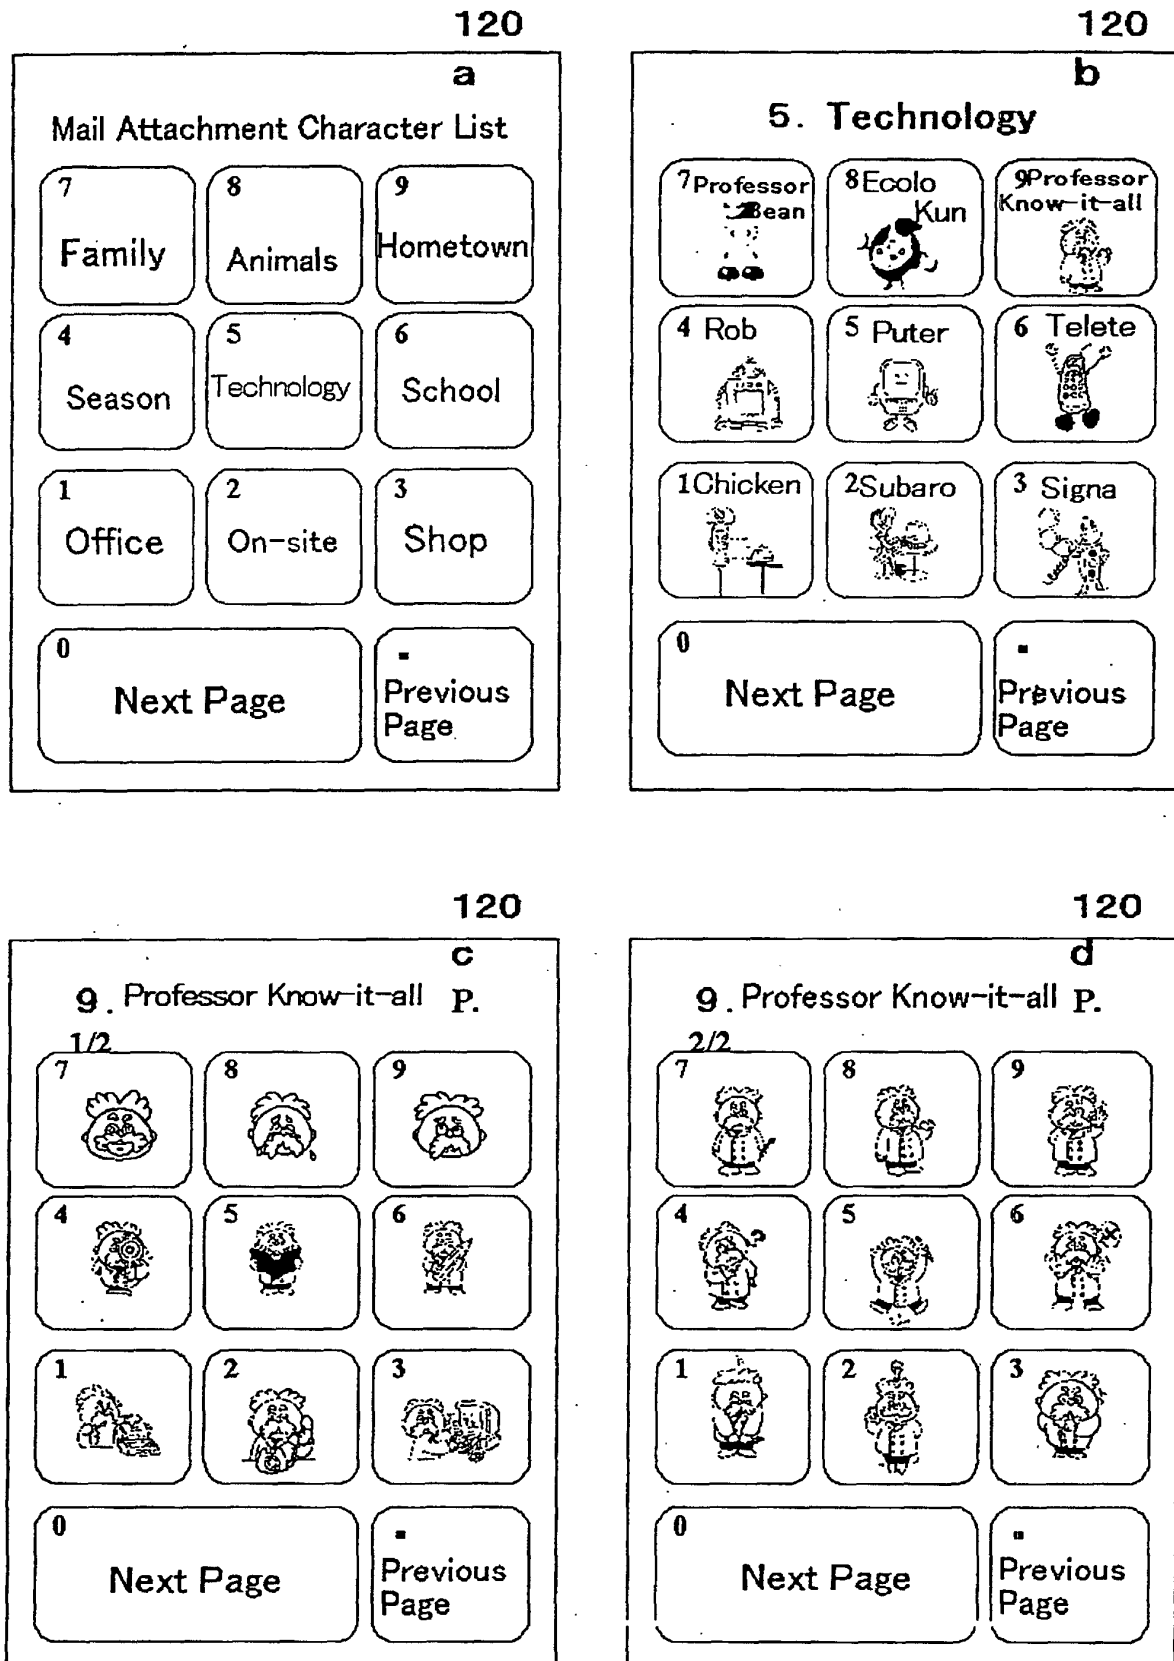 120
a
Mail Attachment Character List
7
Family
8
Animals
9
Hometown
4
Season
5
Technology
6
School
1
Office
2
On-site
3
Shop
0
Next Page
.
Previous
Page
120
b
5. Technology
7 Professor
Bean
8 Ecolo
Kun
9 Professor
Know-it-all
4 Rob
5 Puter
6 Telete
1 Chicken
2 Subaro
3 Signa
0
Next Page
.
Previous
Page
120
c
9. Professor Know-it-all P.
1/2
7
8
9
4
5
6
1
2
3
0
Next Page
.
Previous
Page
120
d
9. Professor Know-it-all P.
2/2
7
8
9
4
5
6
1
2
3
0
Next Page
.
Previous
Page